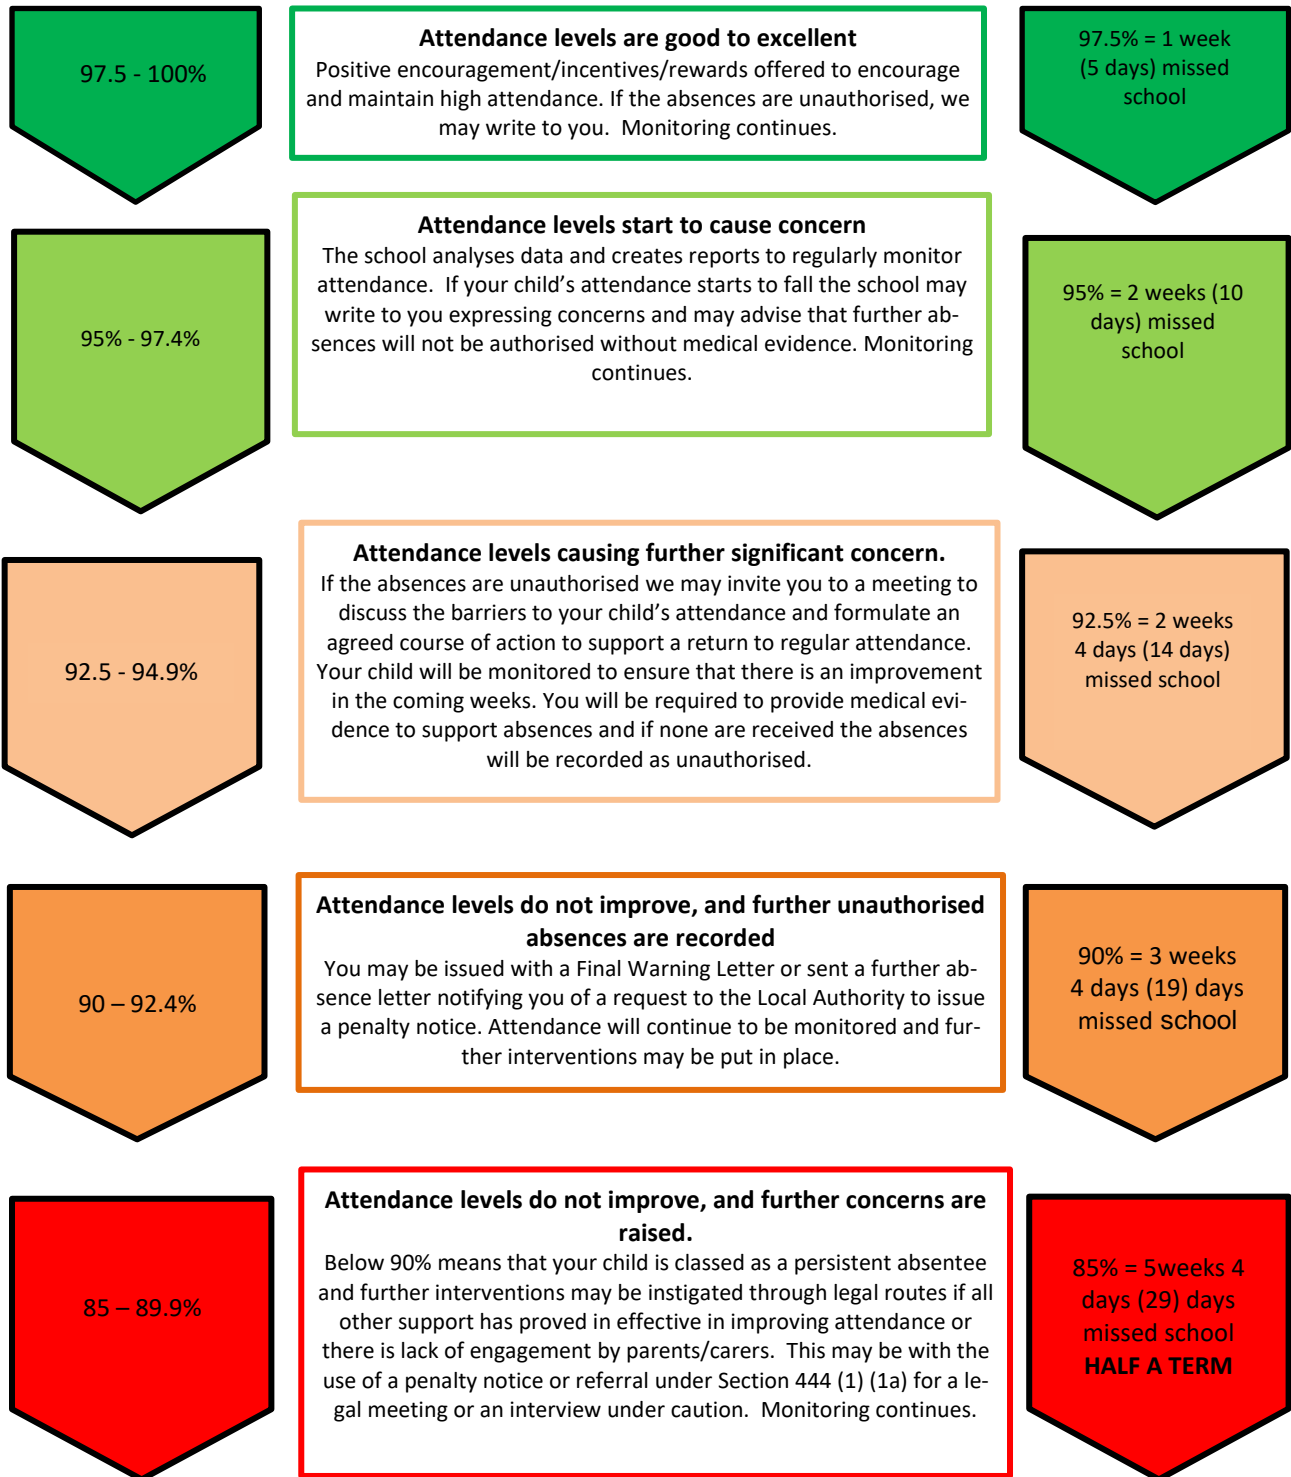 97.5 - 100%
Attendance levels are good to excellent
Positive encouragement/incentives/rewards offered to encourage
and maintain high attendance. If the absences are unauthorised, we
may write to you.  Monitoring continues.
97.5% = 1 week
(5 days) missed
school
95% - 97.4%
Attendance levels start to cause concern
The school analyses data and creates reports to regularly monitor
attendance.  If your child’s attendance starts to fall the school may
write to you expressing concerns and may advise that further ab-
sences will not be authorised without medical evidence. Monitoring
continues.
95% = 2 weeks (10
days) missed
school
92.5 - 94.9%
Attendance levels causing further significant concern.
If the absences are unauthorised we may invite you to a meeting to
discuss the barriers to your child’s attendance and formulate an
agreed course of action to support a return to regular attendance.
Your child will be monitored to ensure that there is an improvement
in the coming weeks. You will be required to provide medical evi-
dence to support absences and if none are received the absences
will be recorded as unauthorised.
92.5% = 2 weeks
4 days (14 days)
missed school
90 – 92.4%
Attendance levels do not improve, and further unauthorised
absences are recorded
You may be issued with a Final Warning Letter or sent a further ab-
sence letter notifying you of a request to the Local Authority to issue
a penalty notice. Attendance will continue to be monitored and fur-
ther interventions may be put in place.
90% = 3 weeks
4 days (19) days
missed school
85 – 89.9%
Attendance levels do not improve, and further concerns are
raised.
Below 90% means that your child is classed as a persistent absentee
and further interventions may be instigated through legal routes if all
other support has proved in effective in improving attendance or
there is lack of engagement by parents/carers.  This may be with the
use of a penalty notice or referral under Section 444 (1) (1a) for a le-
gal meeting or an interview under caution.  Monitoring continues.
85% = 5weeks 4
days (29) days
missed school
HALF A TERM